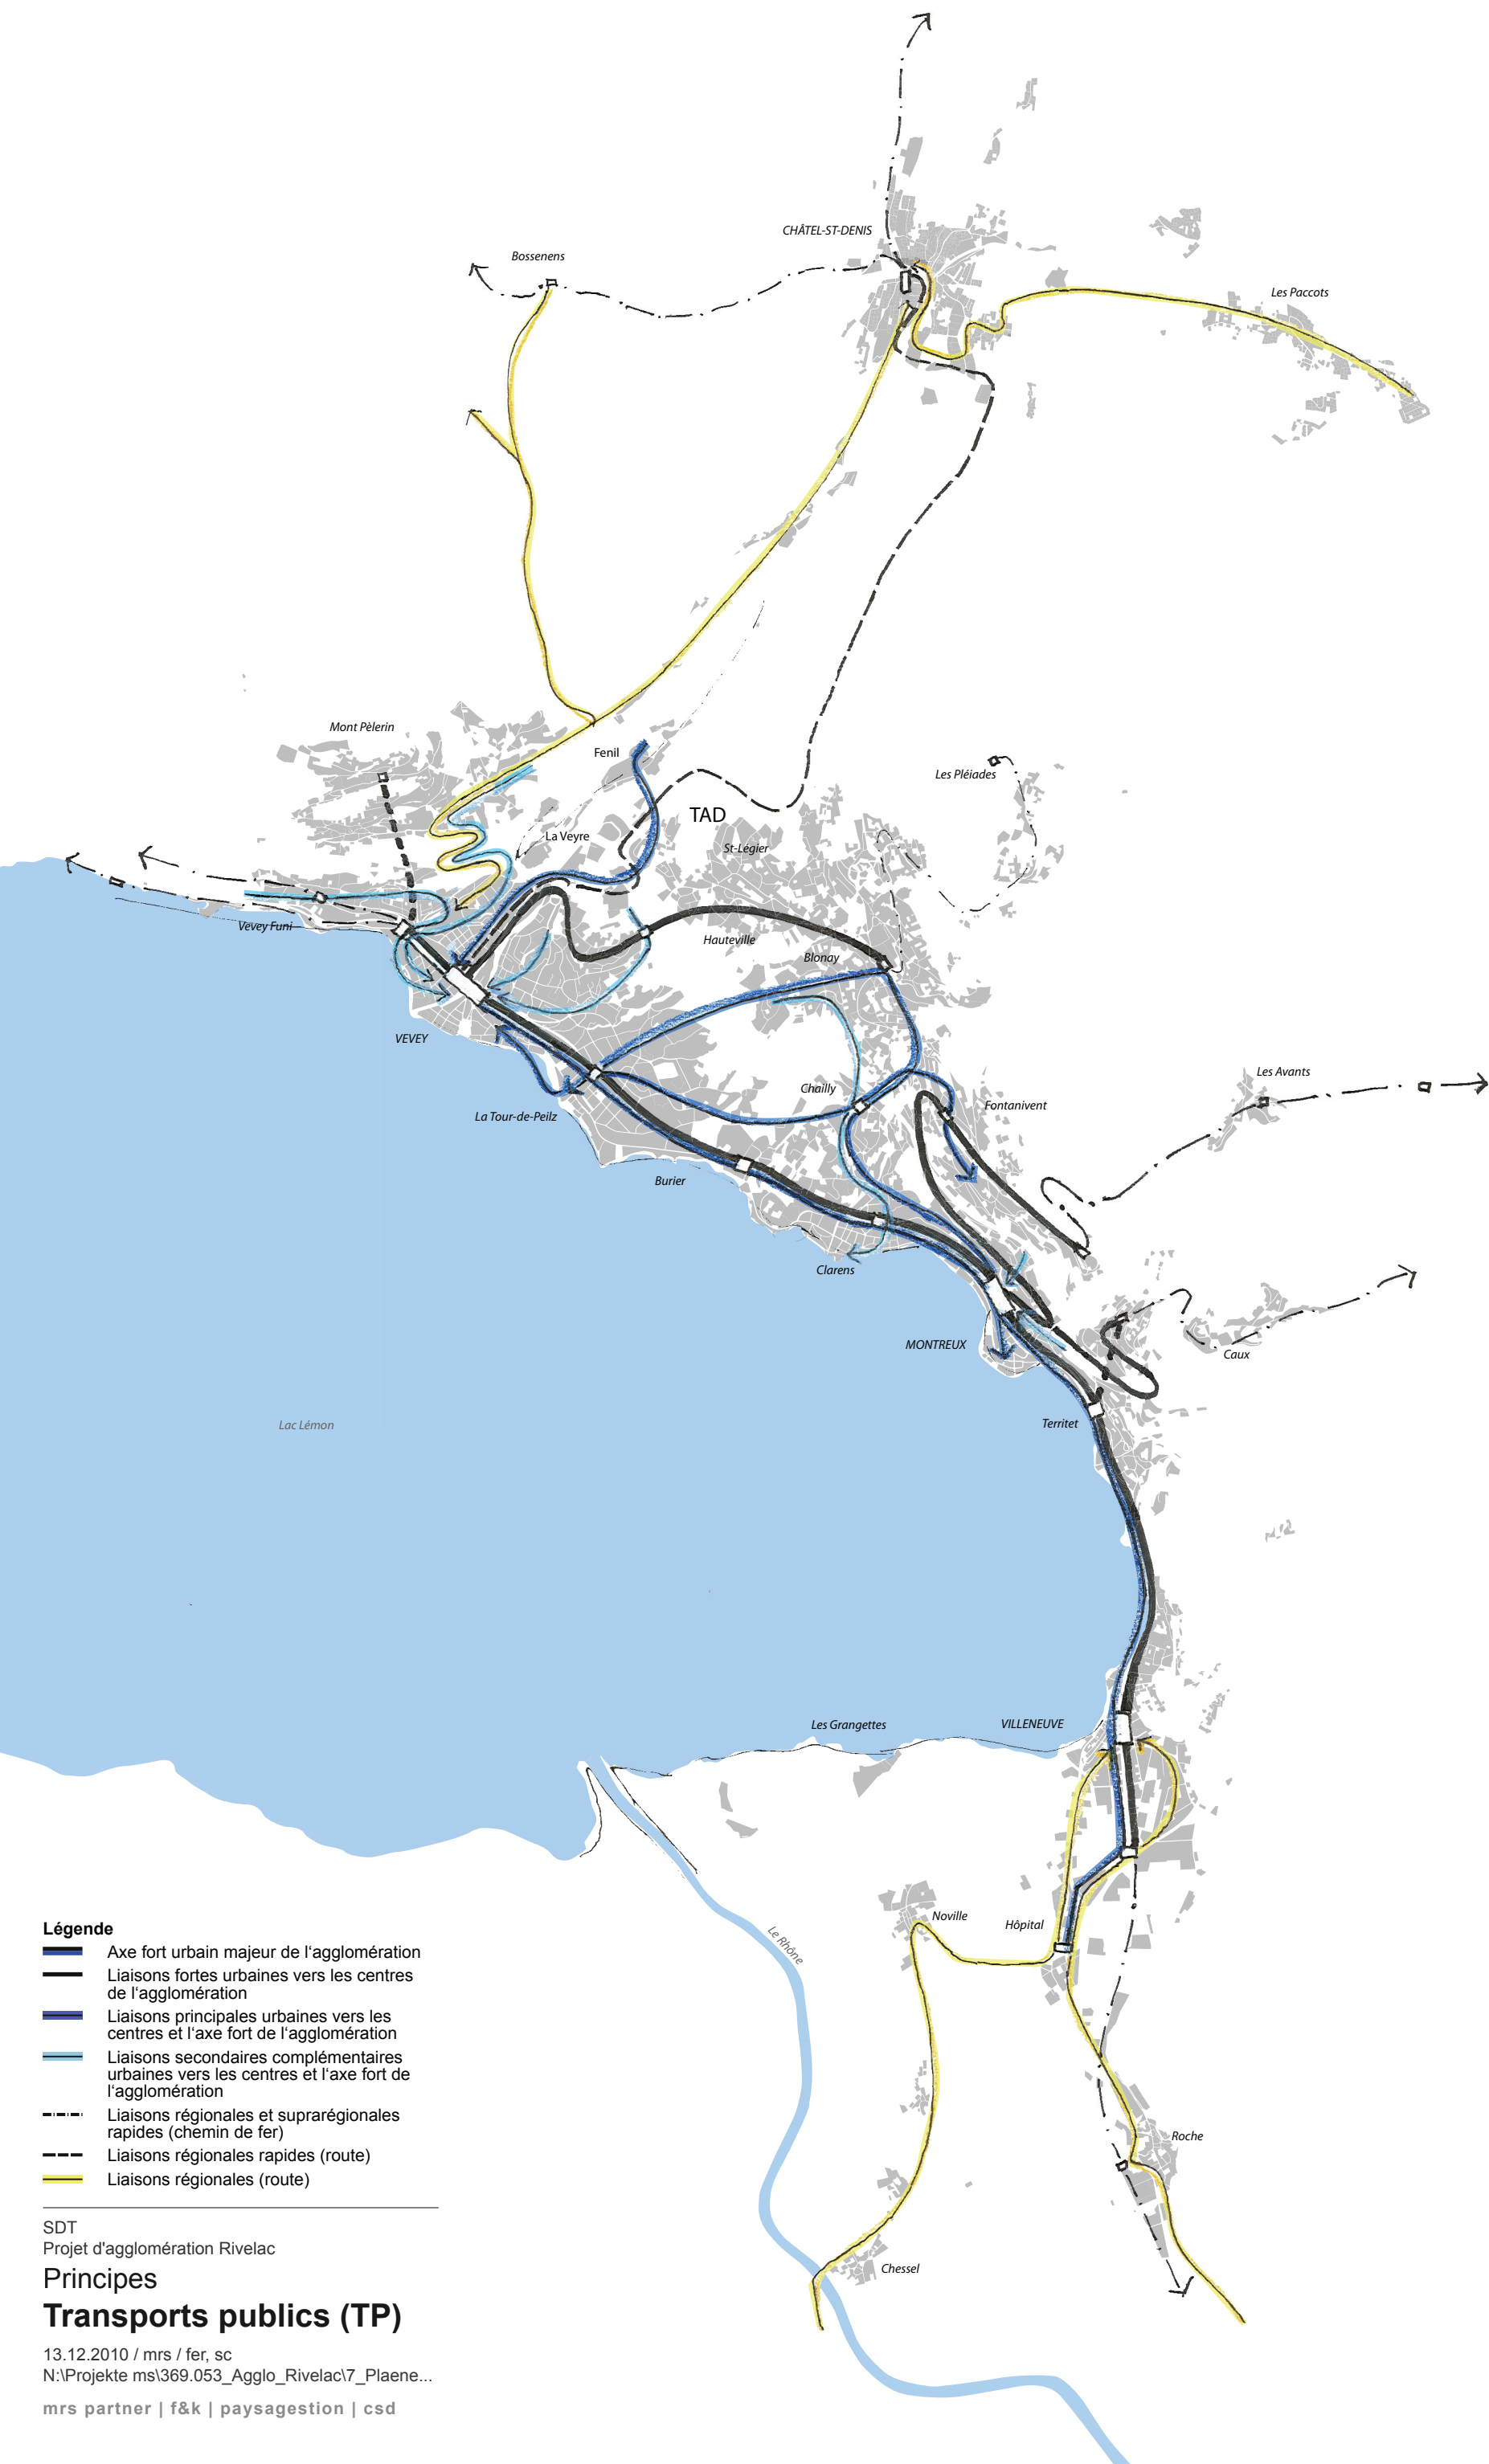 CHÂTEL-ST-DENIS
Bossenens
Les Paccots
Mont Pèlerin
Fenil
Les Pléiades
TAD
La Veyre
St-Légier
Vevey Funi
Hauteville
Blonay
VEVEY
Les Avants
Chailly
Fontanivent
La Tour-de-Peilz
Burier
Clarens
MONTREUX
Caux
Lac Lémon
Territet
Les Grangettes
VILLENEUVE
Noville
Hôpital
Le Rhône
Roche
Chessel
Légende
Axe fort urbain majeur de l‘agglomération
Liaisons fortes urbaines vers les centres
de l‘agglomération
Liaisons principales urbaines vers les
centres et l‘axe fort de l‘agglomération
Liaisons secondaires complémentaires
urbaines vers les centres et l‘axe fort de
l‘agglomération
Liaisons régionales et suprarégionales
rapides (chemin de fer)
Liaisons régionales rapides (route)
Liaisons régionales (route)
SDT
Projet d'agglomération Rivelac
Principes
Transports publics (TP)
13.12.2010 / mrs / fer, sc
N:\Projekte ms\369.053_Agglo_Rivelac\7_Plaene...
mrs partner | f&k | paysagestion | csd